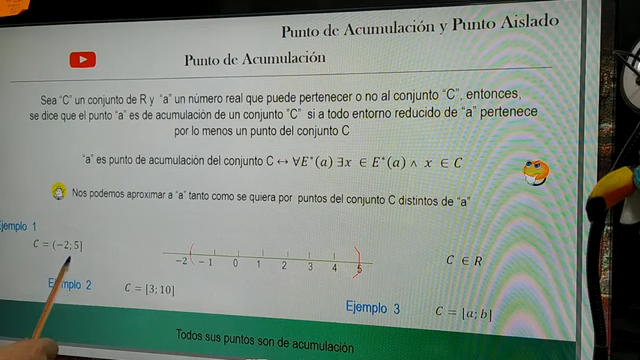 Punto de Acumulación y Punto Aislado
Punto de Acumulación
Sea "C" un conjunto de R y "a" un número real que puede pertenecer o no al conjunto "C", entonces,
se dice que el punto "a" es de acumulación de un conjunto "C" si a todo entorno reducido de "a" pertenece
por lo menos un punto del conjunto C
"a" es punto de acumulación del conjunto C ↔ ∀E*(a) ∃x ∈ E*(a) ∧ x ∈ C
Nos podemos aproximar a "a" tanto como se quiera por puntos del conjunto C distintos de "a"
jemplo 1
C = (−2; 5]
−2 − 1 0 1 2 3 4 5
C ∈ R
Ejemplo 2
C = [3; 10]
Ejemplo 3
C = [a; b]
Todos sus puntos son de acumulación